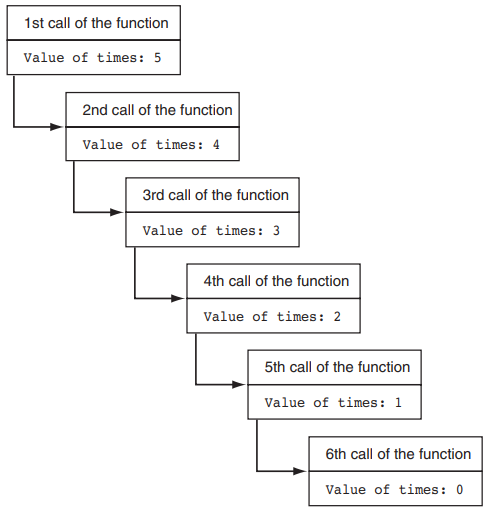 1st call of the function
Value of times: 5
2nd call of the function
Value of times: 4
3rd call of the function
Value of times: 3
4th call of the function
Value of times: 2
5th call of the function
Value of times: 1
6th call of the function
Value of times: 0